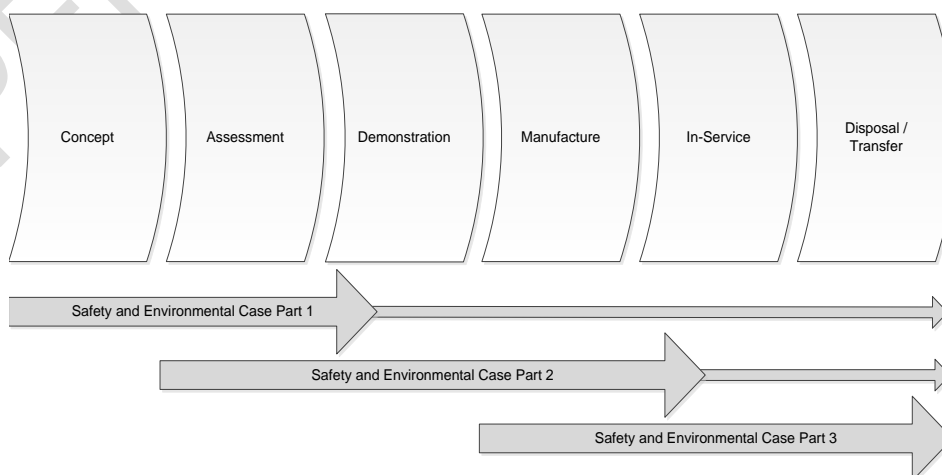 Concept
Assessment
Demonstration
Manufacture
In-Service
Disposal /
Transfer
Safety and Environmental Case Part 1
Safety and Environmental Case Part 2
Safety and Environmental Case Part 3